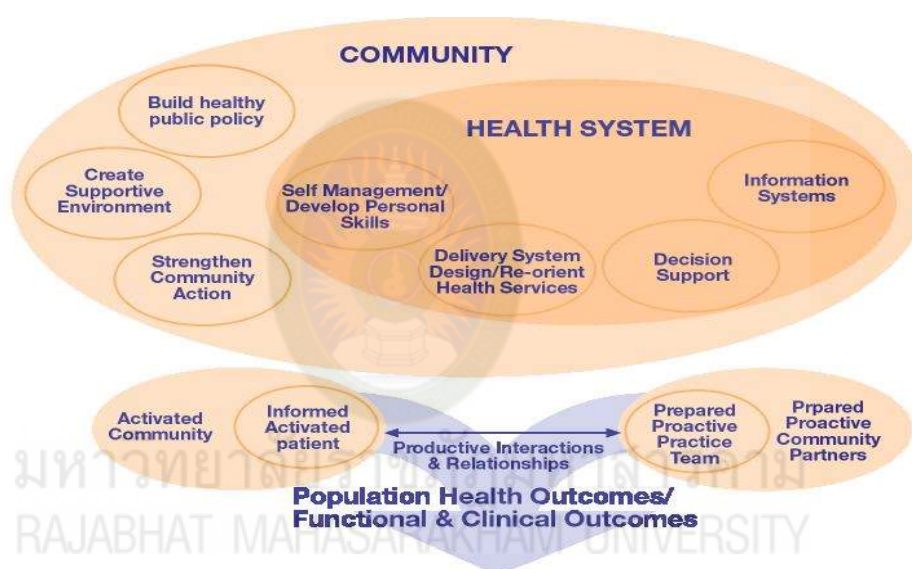 COMMUNITY
Build healthy
public policy
HEALTH SYSTEM
Create
Supportive
Environment
Self Management/
Develop Personal
Skills
Information
Systems
Strengthen
Community
Action
Delivery System
Design/Re-orient
Health Services
Decision
Support
Activated
Community
Informed
Activated
patient
Productive Interactions
& Relationships
Prepared
Proactive
Practice
Team
Prpared
Proactive
Community
Partners
Population Health Outcomes/
Functional & Clinical Outcomes
มหาวิทยาลัยราชภัฏมหาสารคาม
RAJABHAT MAHASARAKHAM UNIVERSITY